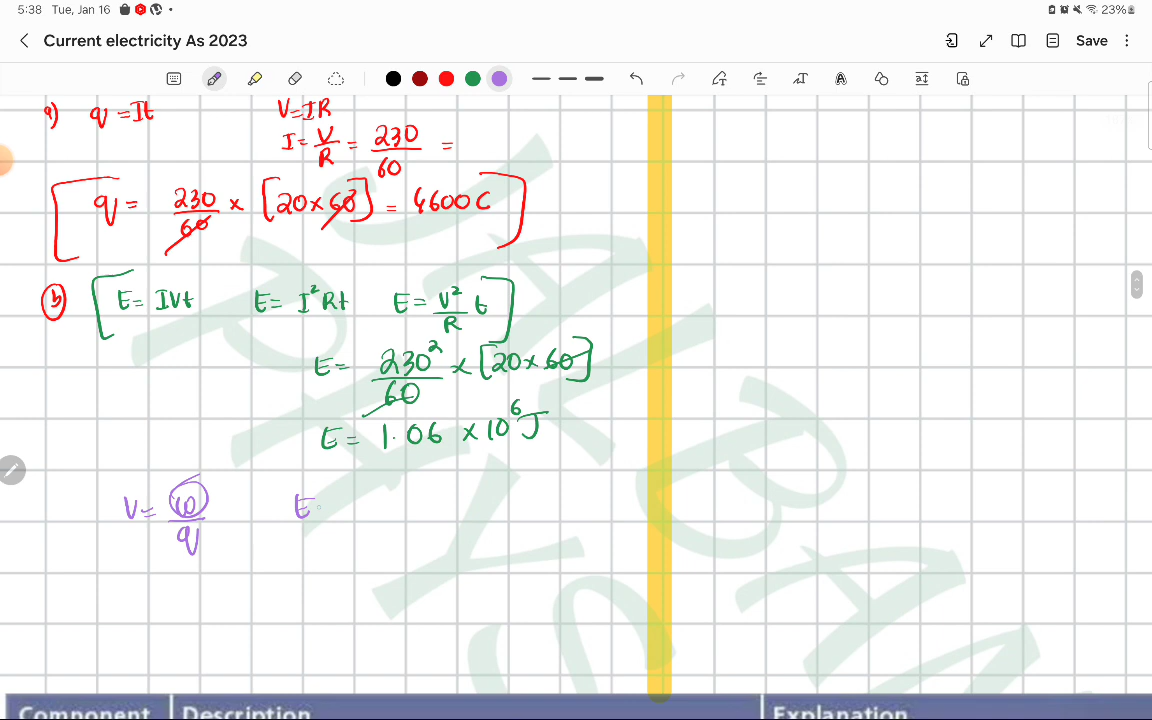 5:38 Tue, Jan 16 23%
Current electricity As 2023 Save
a) q = It V = IR
I = V/R = 230/60 =
q = 230/60 × [20 × 60] = 4600 C
b) E = IVt E = I²Rt E = V²/R t
E = 230²/60 × [20 × 60]
E = 1.06 × 10⁶ J
V = W/q E
Component Description Explanation